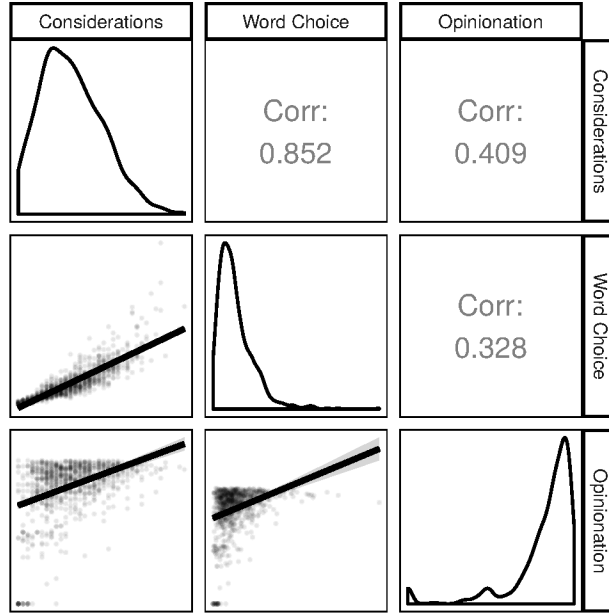 Considerations
Word Choice
Opinionation
Corr:
0.852
Corr:
0.409
Considerations
Corr:
0.328
Word Choice
Opinionation